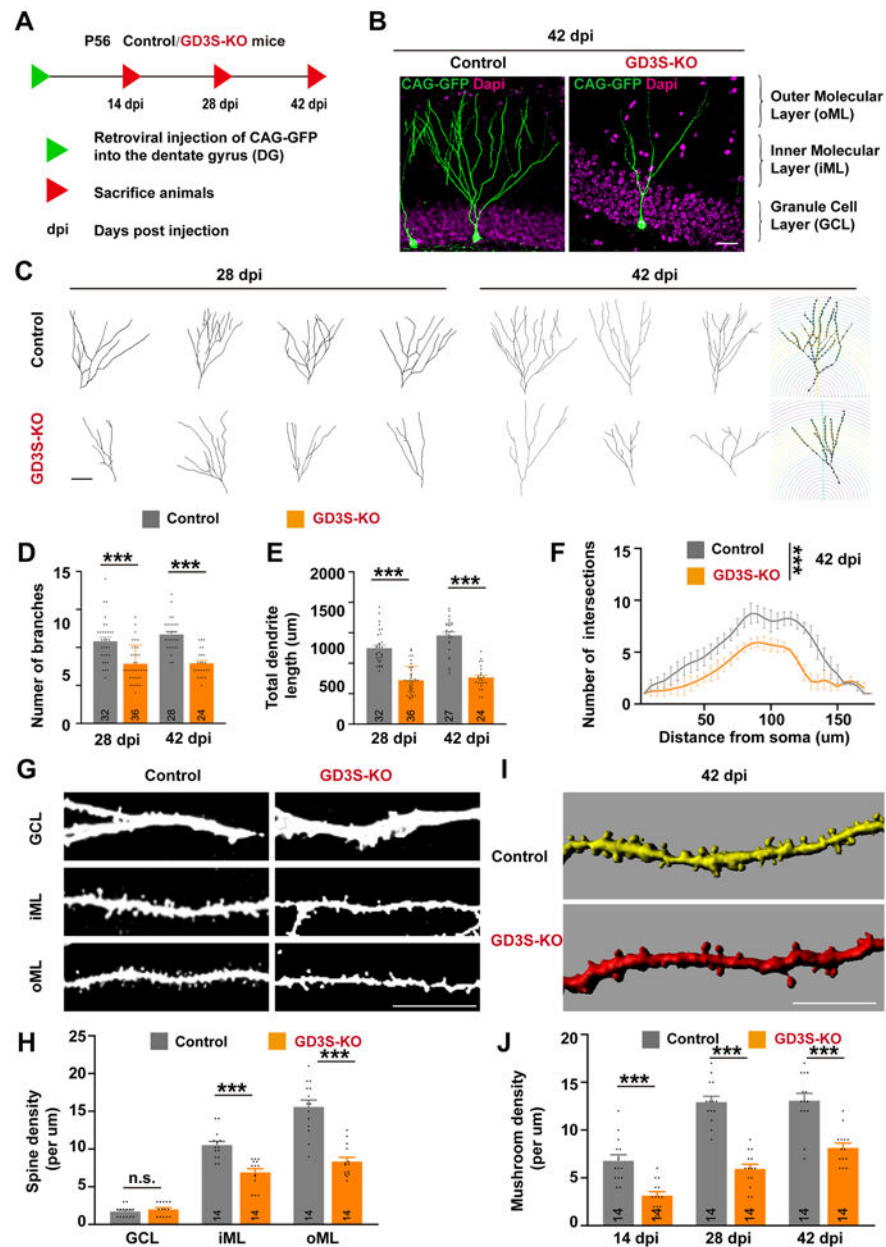 A
P56 Control/GD3S-KO mice
14 dpi 28 dpi 42 dpi
Retroviral injection of CAG-GFP
into the dentate gyrus (DG)
Sacrifice animals
dpi Days post injection
B
42 dpi
Control GD3S-KO
CAG-GFP Dapi CAG-GFP Dapi
Outer Molecular
Layer (oML)
Inner Molecular
Layer (iML)
Granule Cell
Layer (GCL)
C
28 dpi 42 dpi
Control
GD3S-KO
Control GD3S-KO
D
Numer of branches
15
10
5
0
*** ***
32 36 28 24
28 dpi 42 dpi
E
Total dendrite
length (um)
2000
1500
1000
500
0
*** ***
32 36 27 24
28 dpi 42 dpi
F
Number of intersections
15
10
5
0
Control
GD3S-KO
*** 42 dpi
50 100 150
Distance from soma (um)
G
Control GD3S-KO
GCL
iML
oML
I
42 dpi
Control
GD3S-KO
H
Control GD3S-KO
Spine density
(per um)
25
20
15
10
5
0
n.s. *** ***
14 14 14 14
GCL iML oML
J
Control GD3S-KO
Mushroom density
(per um)
20
15
10
5
0
*** *** ***
14 14 14 14 14 14
14 dpi 28 dpi 42 dpi